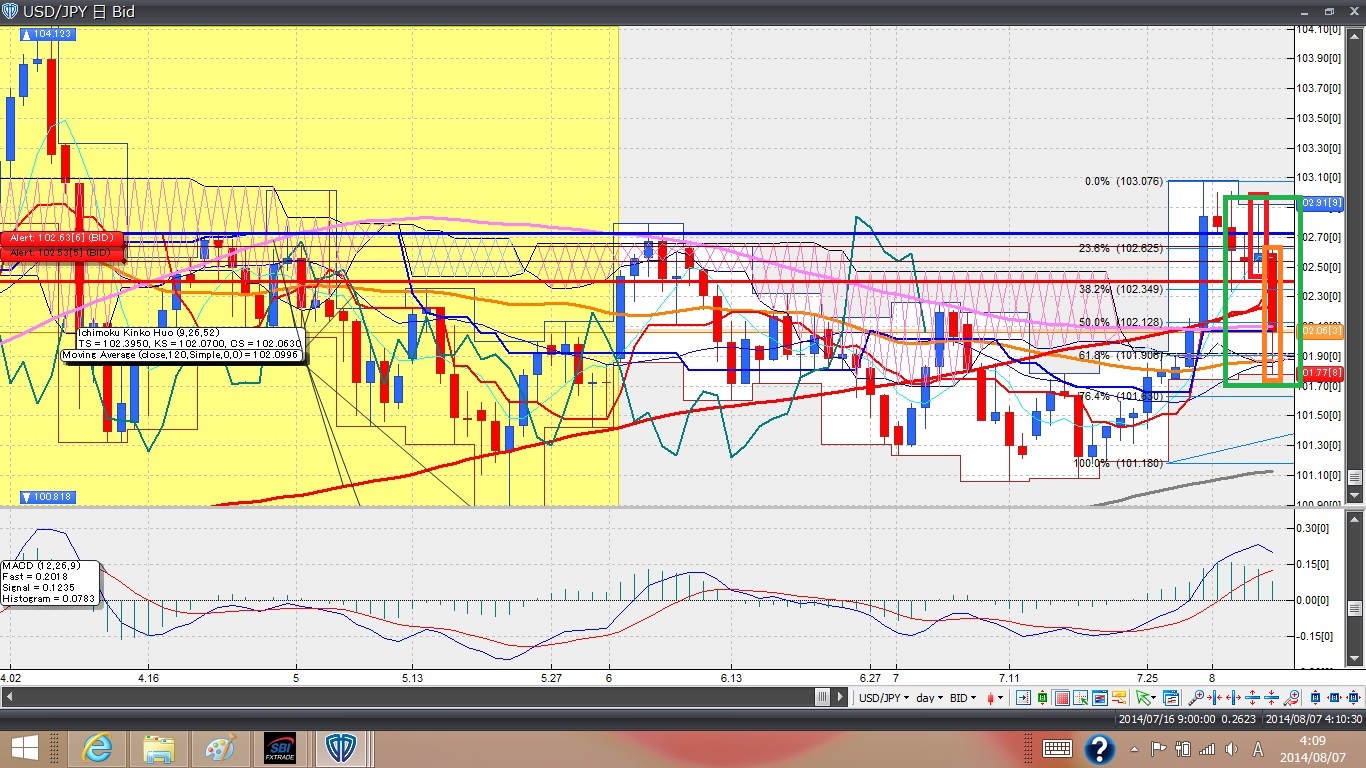 USD/JPY 日 Bid
104.123
104.10[0]
103.90[0]
103.70[0]
103.50[0]
103.30[0]
103.10[0]
0.0% (103.076)
102.91[9]
Alert: 102.63[6] (BID)
Alert: 102.53[5] (BID)
102.70[0]
23.6% (102.625)
102.50[0]
38.2% (102.349)
102.30[0]
50.0% (102.128)
Ichimoku Kinko Huo (9,26,52)
TS = 102.3950, KS = 102.0700, CS = 102.0630
Moving Average (close,120,Simple,0,0) = 102.0996
02.06[3]
61.8% (101.906)
101.90[0]
01.77[8]
101.70[0]
76.4% (101.630)
101.50[0]
101.30[0]
100.0% (101.180)
101.10[0]
100.818
100.90[0]
0.30[0]
MACD (12,26,9)
Fast = 0.2018
Signal = 0.1235
Histogram = 0.0783
0.15[0]
0.00[0]
-0.15[0]
4.02 4.16 5 5.13 5.27 6 6.13 6.27 7 7.11 7.25 8
USD/JPY day BID
2014/07/16 9:00:00 0.2623 2014/08/07 4:10:30
SBI
FXTRADE
A
4:09
2014/08/07